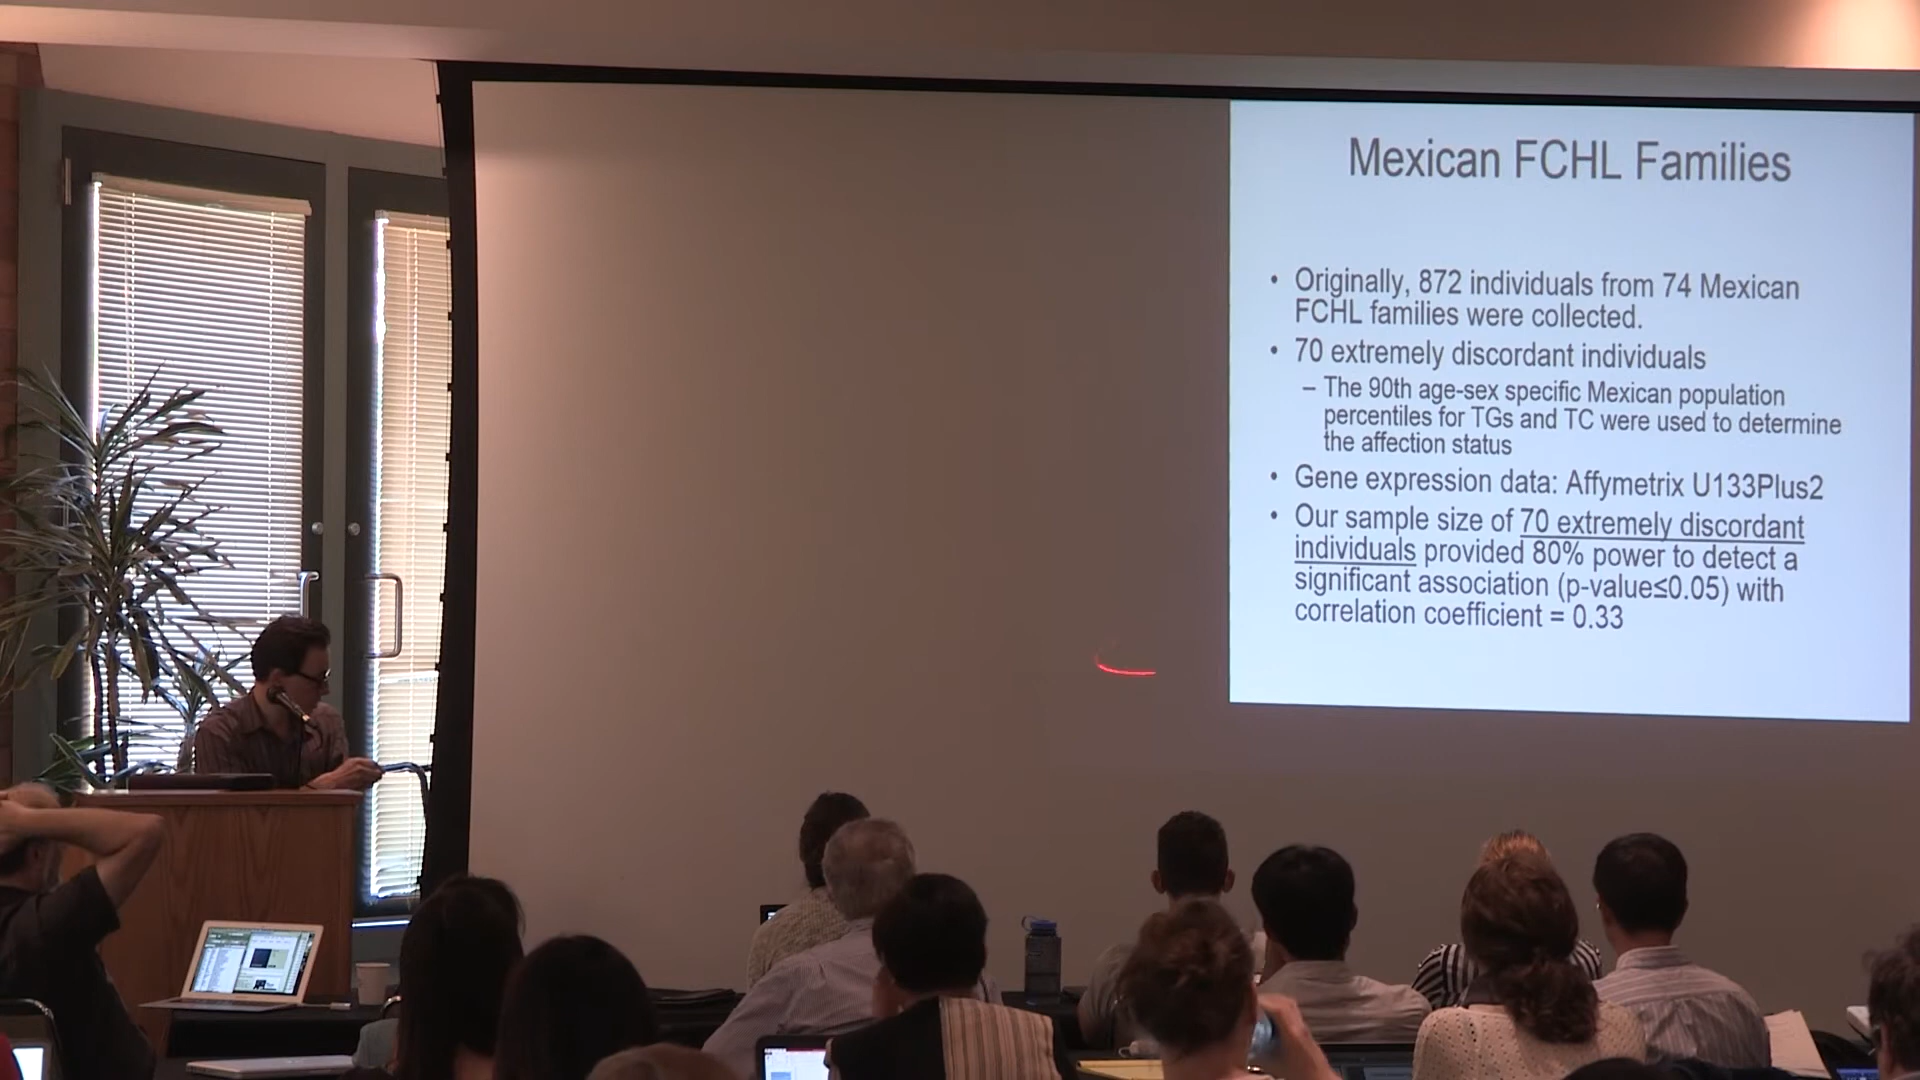 Mexican FCHL Families
• Originally, 872 individuals from 74 Mexican
FCHL families were collected.
• 70 extremely discordant individuals
– The 90th age-sex specific Mexican population
percentiles for TGs and TC were used to determine
the affection status
• Gene expression data: Affymetrix U133Plus2
• Our sample size of 70 extremely discordant
individuals provided 80% power to detect a
significant association (p-value≤0.05) with
correlation coefficient = 0.33